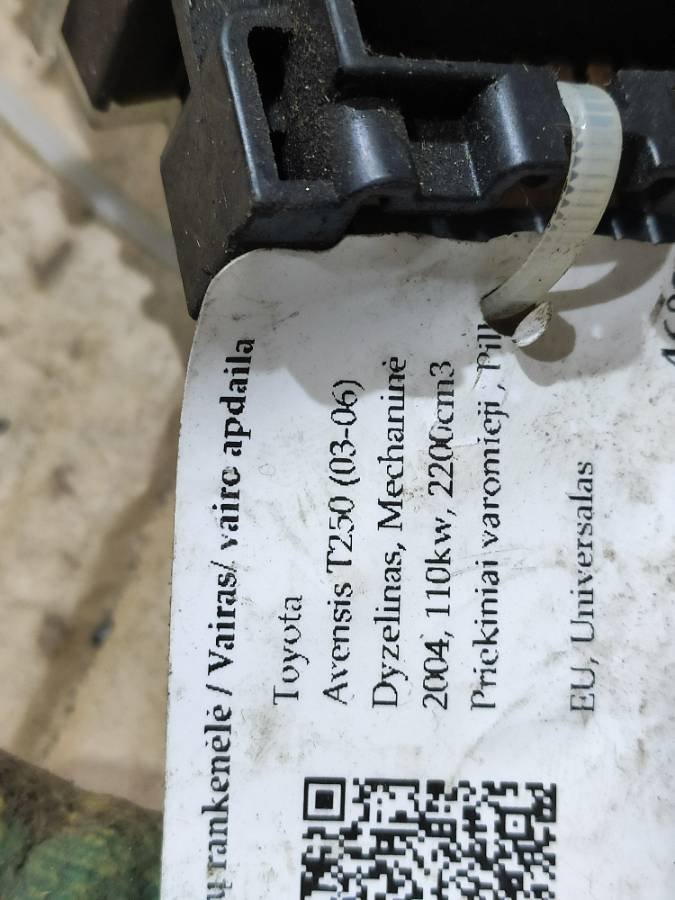 rankenėlė / Vairas/ vairo apdaila
Toyota
Avensis T250 (03-06)
Dyzelinas, Mechaninė
2004, 110kw, 2200cm3
Priekiniai varomieji ,
EU, Universalas